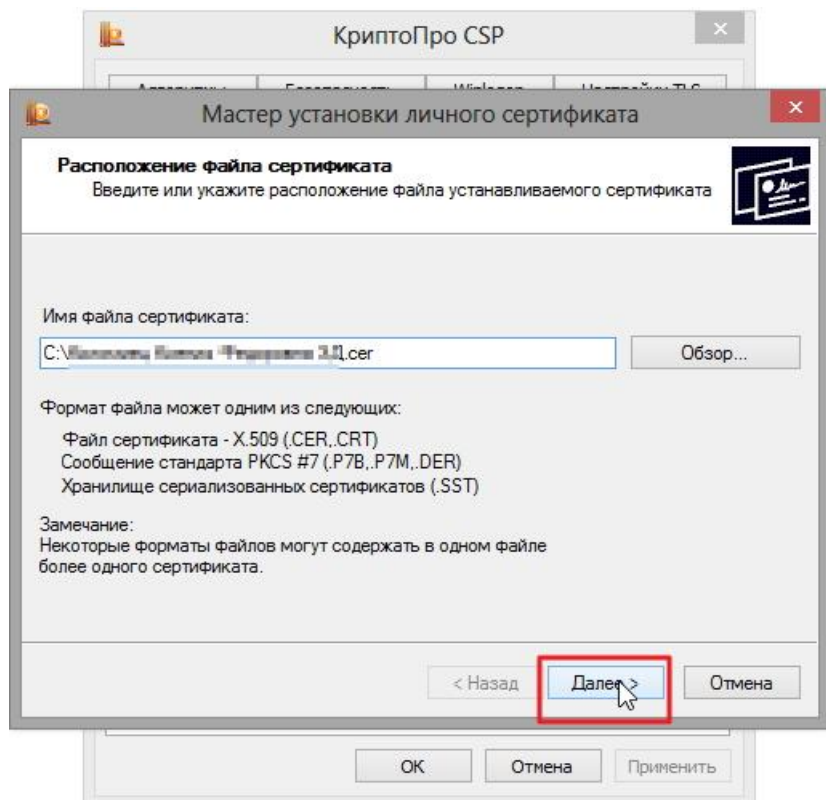 КриптоПро CSP
Мастер установки личного сертификата
Расположение файла сертификата
Введите или укажите расположение файла устанавливаемого сертификата
Имя файла сертификата:
C:\ .cer
Обзор...
Формат файла может одним из следующих:
Файл сертификата - X.509 (.CER,.CRT)
Сообщение стандарта PKCS #7 (.P7B,.P7M,.DER)
Хранилище сериализованных сертификатов (.SST)
Замечание:
Некоторые форматы файлов могут содержать в одном файле
более одного сертификата.
< Назад Далее > Отмена
ОК Отмена Применить